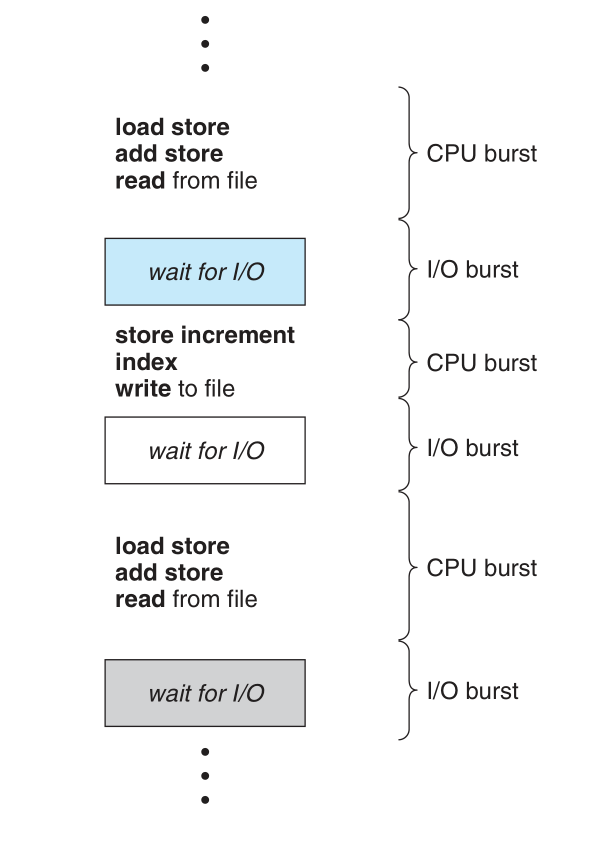 load store
add store
read from file
CPU burst
wait for I/O
I/O burst
store increment
index
write to file
CPU burst
wait for I/O
I/O burst
load store
add store
read from file
CPU burst
wait for I/O
I/O burst